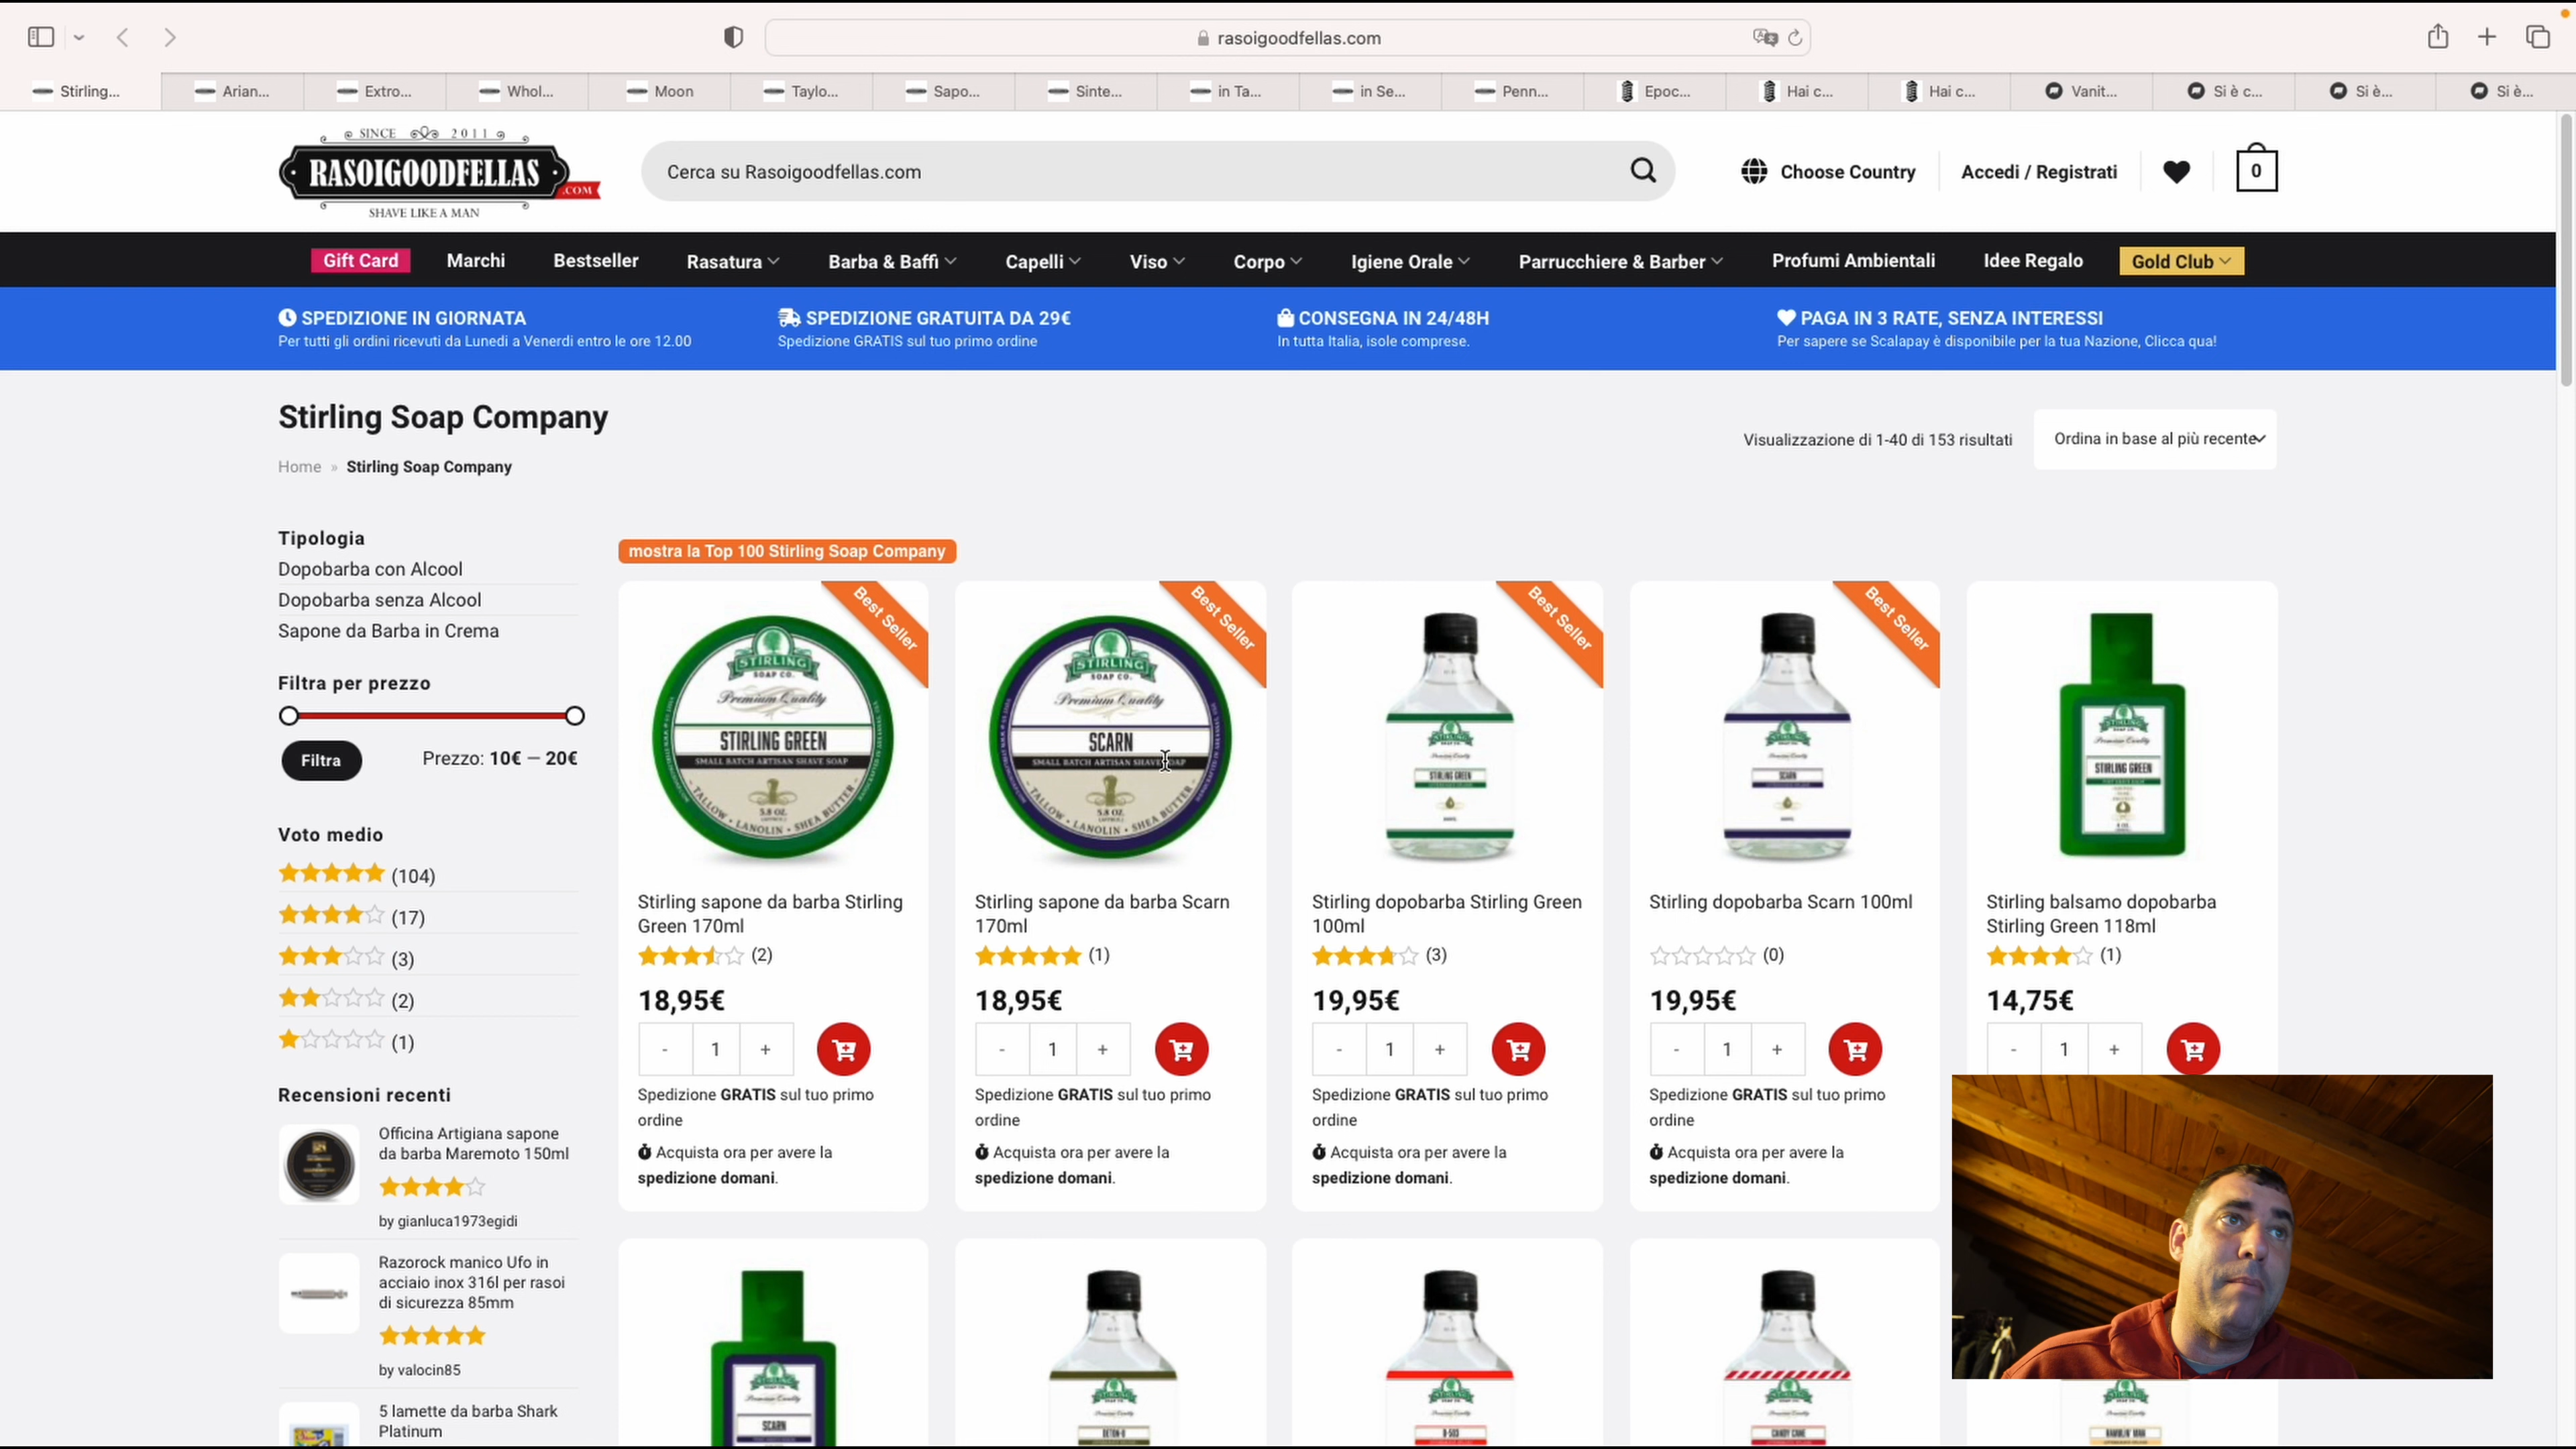 rasoigoodfellas.com
Stirling...
Arian...
Extro...
Whol...
Moon
Taylo...
Sapo...
Sinte...
in Ta...
in Se...
Penn...
Epoc...
Hai c...
Hai c...
Vanit...
Si è c...
Si è...
Si è...
SINCE 2011
RASOIGOODFELLAS
.COM
SHAVE LIKE A MAN
Cerca su Rasoigoodfellas.com
Choose Country
Accedi / Registrati
0
Gift Card
Marchi
Bestseller
Rasatura
Barba & Baffi
Capelli
Viso
Corpo
Igiene Orale
Parrucchiere & Barber
Profumi Ambientali
Idee Regalo
Gold Club
SPEDIZIONE IN GIORNATA
Per tutti gli ordini ricevuti da Lunedi a Venerdi entro le ore 12.00
SPEDIZIONE GRATUITA DA 29€
Spedizione GRATIS sul tuo primo ordine
CONSEGNA IN 24/48H
In tutta Italia, isole comprese.
PAGA IN 3 RATE, SENZA INTERESSI
Per sapere se Scalapay è disponibile per la tua Nazione, Clicca qua!
Stirling Soap Company
Home » Stirling Soap Company
Visualizzazione di 1-40 di 153 risultati
Ordina in base al più recente
Tipologia
Dopobarba con Alcool
Dopobarba senza Alcool
Sapone da Barba in Crema
Filtra per prezzo
Filtra
Prezzo: 10€ — 20€
Voto medio
(104)
(17)
(3)
(2)
(1)
Recensioni recenti
Officina Artigiana sapone
da barba Maremoto 150ml
by gianluca1973egidi
Razorock manico Ufo in
acciaio inox 316l per rasoi
di sicurezza 85mm
by valocin85
5 lamette da barba Shark
Platinum
mostra la Top 100 Stirling Soap Company
Best Seller
STIRLING
SOAP CO.
Premium Quality
STIRLING GREEN
SMALL BATCH ARTISAN SHAVE SOAP
5.8 OZ.
TALLOW • LANOLIN • SHEA BUTTER
Stirling sapone da barba Stirling
Green 170ml
(2)
18,95€
- 1 +
Spedizione GRATIS sul tuo primo
ordine
Acquista ora per avere la
spedizione domani.
Best Seller
STIRLING
SOAP CO.
Premium Quality
SCARN
SMALL BATCH ARTISAN SHAVE SOAP
5.8 OZ.
TALLOW • LANOLIN • SHEA BUTTER
Stirling sapone da barba Scarn
170ml
(1)
18,95€
- 1 +
Spedizione GRATIS sul tuo primo
ordine
Acquista ora per avere la
spedizione domani.
Best Seller
STIRLING
STIRLING GREEN
Stirling dopobarba Stirling Green
100ml
(3)
19,95€
- 1 +
Spedizione GRATIS sul tuo primo
ordine
Acquista ora per avere la
spedizione domani.
Best Seller
STIRLING
SCARN
Stirling dopobarba Scarn 100ml
(0)
19,95€
- 1 +
Spedizione GRATIS sul tuo primo
ordine
Acquista ora per avere la
spedizione domani.
STIRLING
Premium Quality
STIRLING GREEN
Stirling balsamo dopobarba
Stirling Green 118ml
(1)
14,75€
- 1 +
STIRLING
Premium Quality
SCARN
STIRLING
STIRLING
STIRLING
CANDY CANE
STIRLING
RAMBLIN' MAN